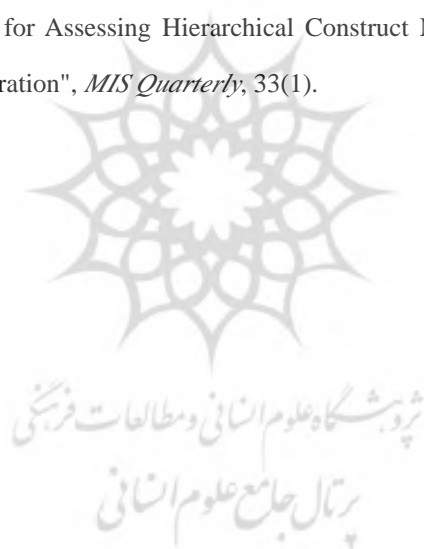 for Assessing Hierarchical Construct
ration", MIS Quarterly, 33(1).
پژوهشگاه علوم انسانی و مطالعات فرهنگی
پرتال جامع علوم انسانی